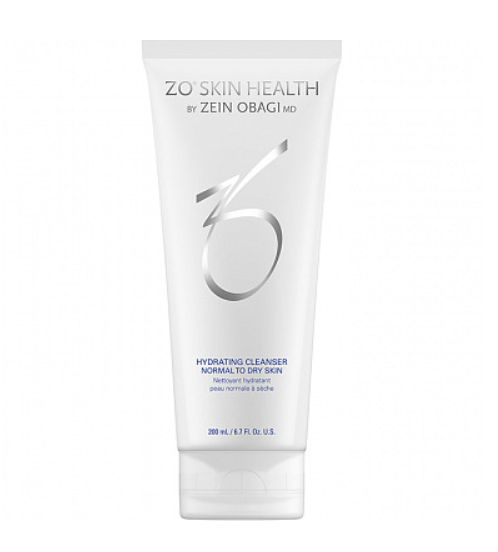 ZO® SKIN HEALTH
BY ZEIN OBAGI MD
HYDRATING CLEANSER
NORMAL TO DRY SKIN
Nettoyant hydratant
peau normale à sèche
200 mL / 6.7 Fl. Oz. U.S.